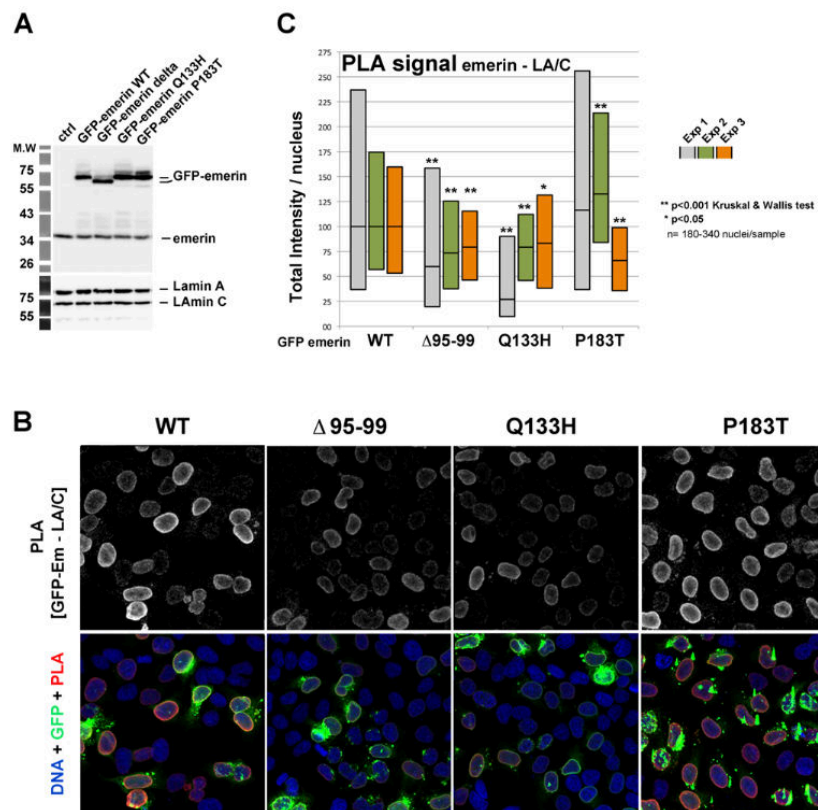 A
ctrl
GFP-emerin WT
GFP-emerin delta
GFP-emerin Q133H
GFP-emerin P183T
M.W
75
55
43
34
26
75
55
GFP-emerin
emerin
Lamin A
LAmin C
C
PLA signal emerin - LA/C
Total Intensity / nucleus
275
250
225
200
175
150
125
100
75
50
25
00
**
**
**
**
**
*
**
**
GFP emerin
WT
Δ95-99
Q133H
P183T
Exp 1
Exp 2
Exp 3
** p<0.001 Kruskal & Wallis test
* p<0.05
n= 180-340 nuclei/sample
B
WT
Δ 95-99
Q133H
P183T
PLA
[GFP-Em - LA/C]
DNA + GFP + PLA